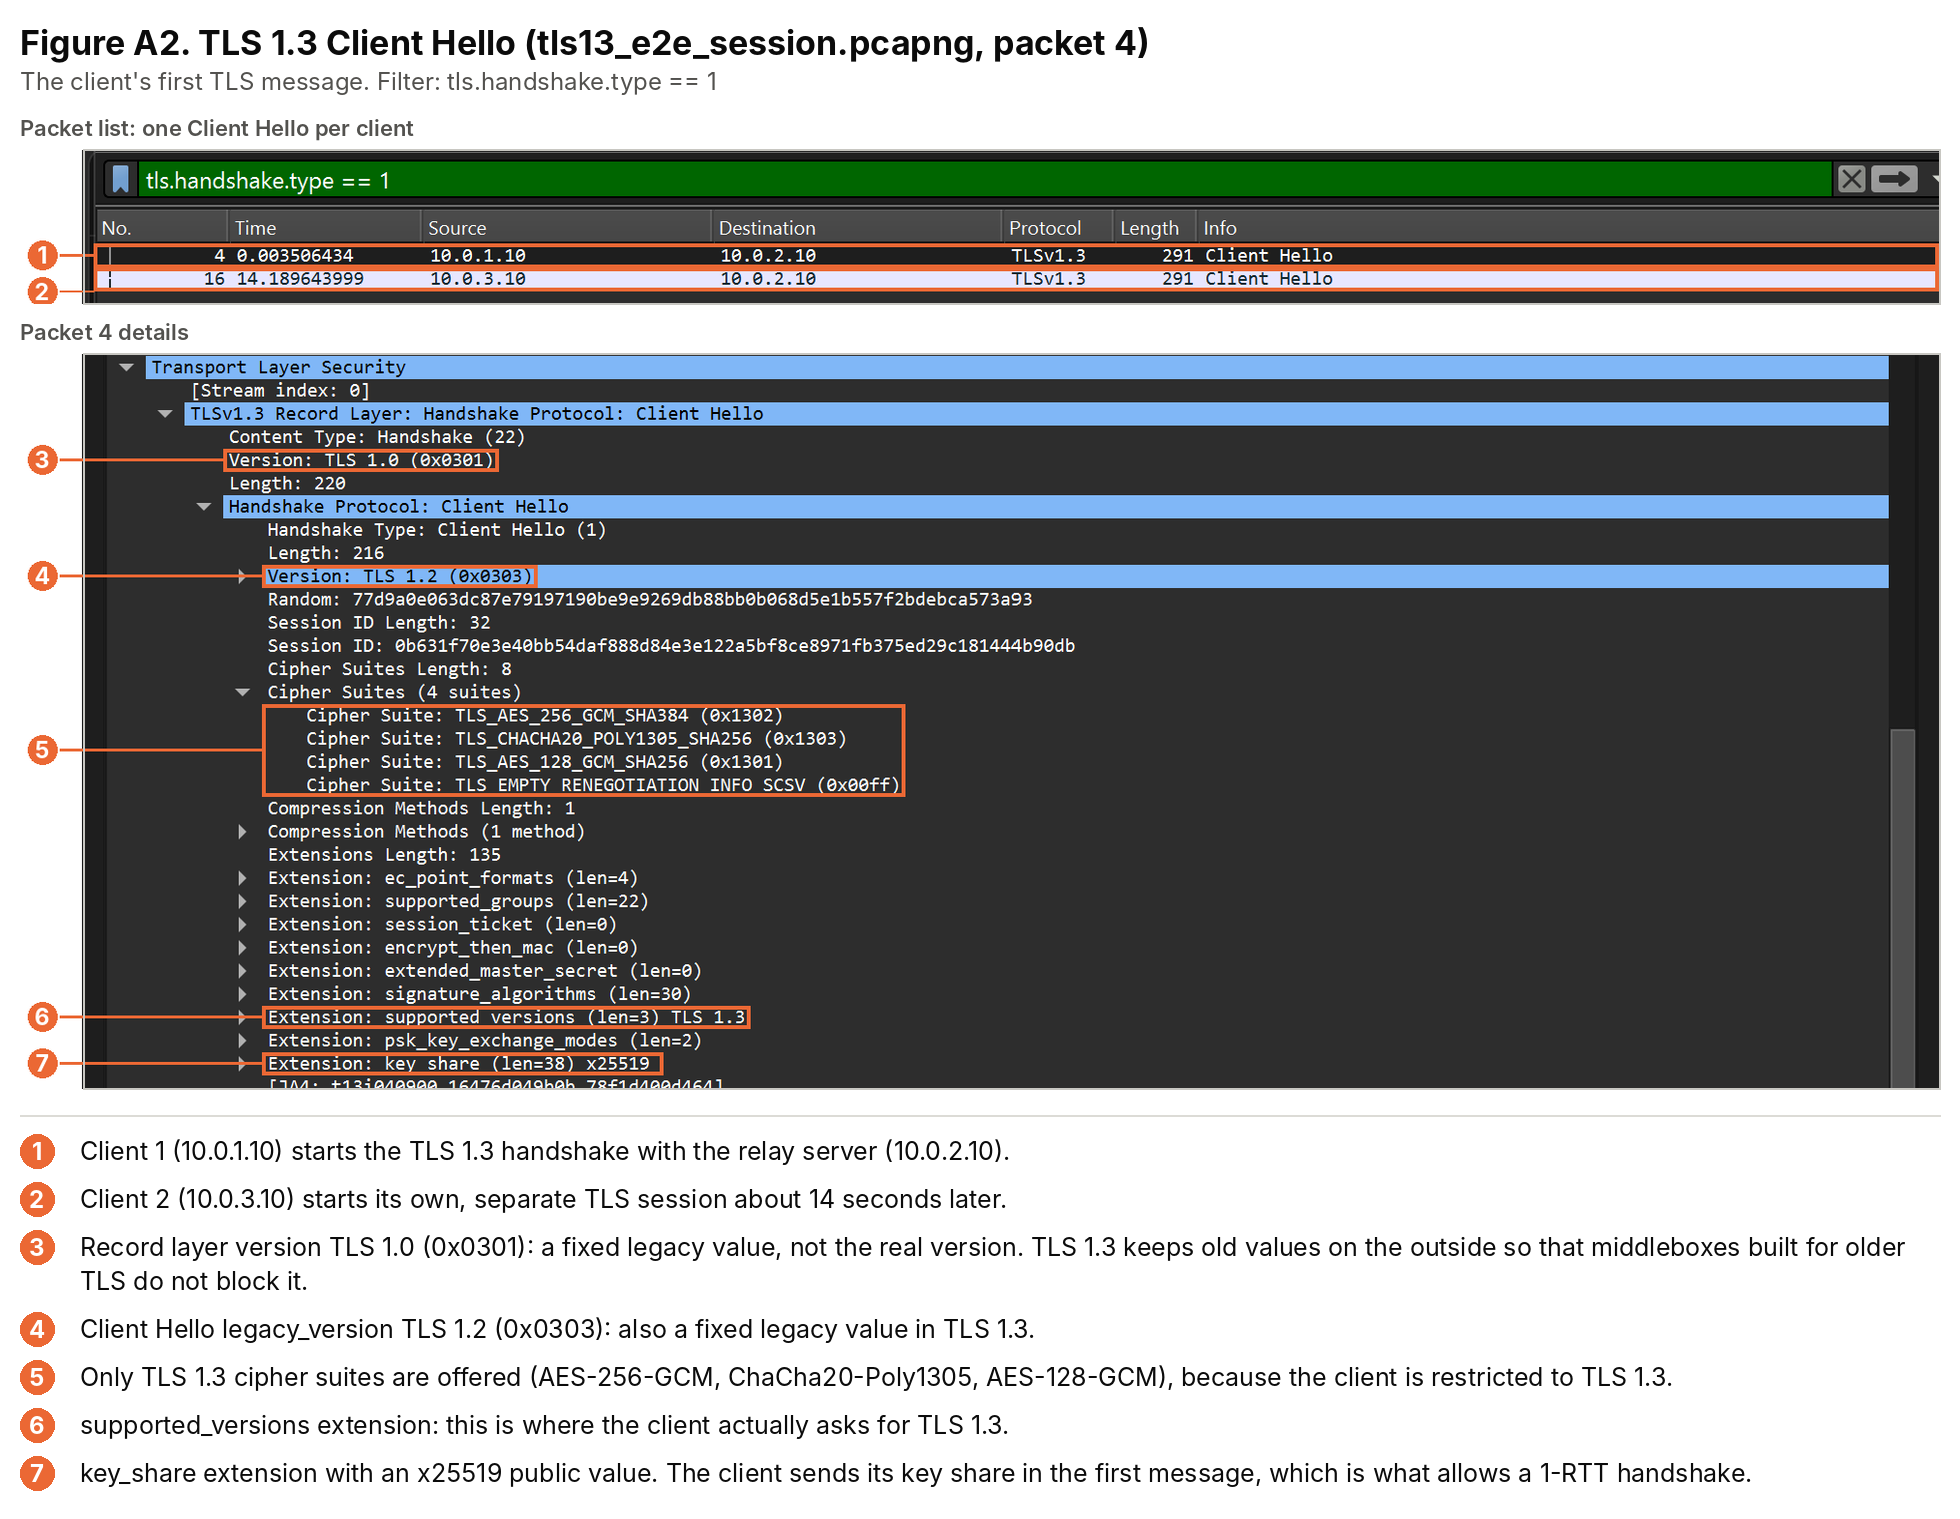 Figure A2. TLS 1.3 Client Hello (tls13_e2e_session.pcapng, packet 4)
The client's first TLS message. Filter: tls.handshake.type == 1
Packet list: one Client Hello per client
tls.handshake.type == 1
No. Time Source Destination Protocol Length Info
1 4 0.003506434 10.0.1.10 10.0.2.10 TLSv1.3 291 Client Hello
2 16 14.189643999 10.0.3.10 10.0.2.10 TLSv1.3 291 Client Hello
Packet 4 details
Transport Layer Security
[Stream index: 0]
TLSv1.3 Record Layer: Handshake Protocol: Client Hello
Content Type: Handshake (22)
3 Version: TLS 1.0 (0x0301)
Length: 220
Handshake Protocol: Client Hello
Handshake Type: Client Hello (1)
Length: 216
4 Version: TLS 1.2 (0x0303)
Random: 77d9a0e063dc87e79197190be9e9269db88bb0b068d5e1b557f2bdebca573a93
Session ID Length: 32
Session ID: 0b631f70e3e40bb54daf888d84e3e122a5bf8ce8971fb375ed29c181444b90db
Cipher Suites Length: 8
Cipher Suites (4 suites)
Cipher Suite: TLS_AES_256_GCM_SHA384 (0x1302)
Cipher Suite: TLS_CHACHA20_POLY1305_SHA256 (0x1303)
5 Cipher Suite: TLS_AES_128_GCM_SHA256 (0x1301)
Cipher Suite: TLS_EMPTY_RENEGOTIATION_INFO_SCSV (0x00ff)
Compression Methods Length: 1
Compression Methods (1 method)
Extensions Length: 135
Extension: ec_point_formats (len=4)
Extension: supported_groups (len=22)
Extension: session_ticket (len=0)
Extension: encrypt_then_mac (len=0)
Extension: extended_master_secret (len=0)
Extension: signature_algorithms (len=30)
6 Extension: supported_versions (len=3) TLS 1.3
Extension: psk_key_exchange_modes (len=2)
7 Extension: key_share (len=38) x25519
[JA4: t13i040900_16476d049b0b_78f1d400d464]
1 Client 1 (10.0.1.10) starts the TLS 1.3 handshake with the relay server (10.0.2.10).
2 Client 2 (10.0.3.10) starts its own, separate TLS session about 14 seconds later.
3 Record layer version TLS 1.0 (0x0301): a fixed legacy value, not the real version. TLS 1.3 keeps old values on the outside so that middleboxes built for older
TLS do not block it.
4 Client Hello legacy_version TLS 1.2 (0x0303): also a fixed legacy value in TLS 1.3.
5 Only TLS 1.3 cipher suites are offered (AES-256-GCM, ChaCha20-Poly1305, AES-128-GCM), because the client is restricted to TLS 1.3.
6 supported_versions extension: this is where the client actually asks for TLS 1.3.
7 key_share extension with an x25519 public value. The client sends its key share in the first message, which is what allows a 1-RTT handshake.